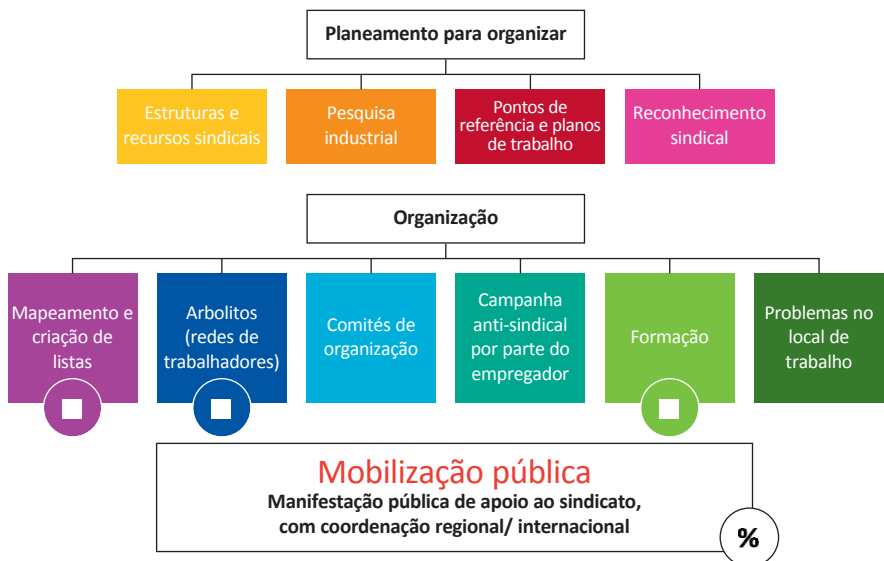 Planeamento para organizar
Estruturas e
recursos sindicais
Pesquisa
industrial
Pontos de
referência e planos
de trabalho
Reconhecimento
sindical
Organização
Mapeamento e
criação de
listas
Arbolitos
(redes de
trabalhadores)
Comités de
organização
Campanha
anti-sindical
por parte do
empregador
Formação
Problemas no
local de
trabalho
Mobilização pública
Manifestação pública de apoio ao sindicato,
com coordenação regional/ internacional
%